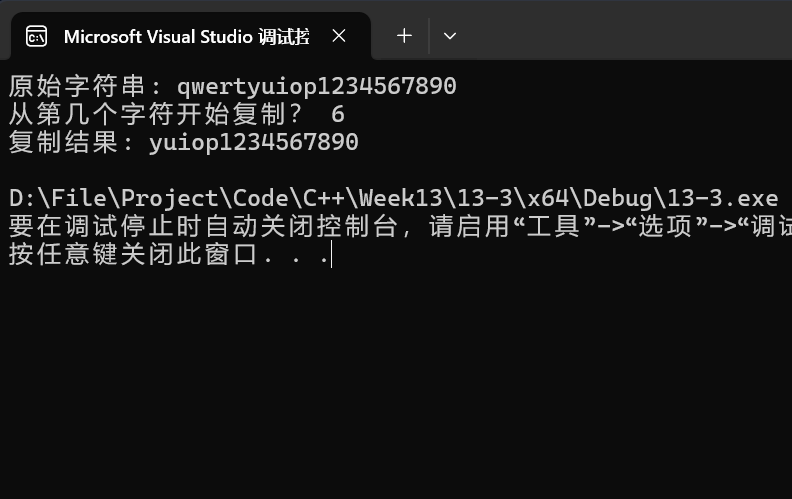 Microsoft Visual Studio 调试控
原始字符串：qwertyuiop1234567890
从第几个字符开始复制？ 6
复制结果：yuiop1234567890
D:\File\Project\Code\C++\Week13\13-3\x64\Debug\13-3.exe
要在调试停止时自动关闭控制台，请启用“工具”->“选项”->“调试
按任意键关闭此窗口. . .